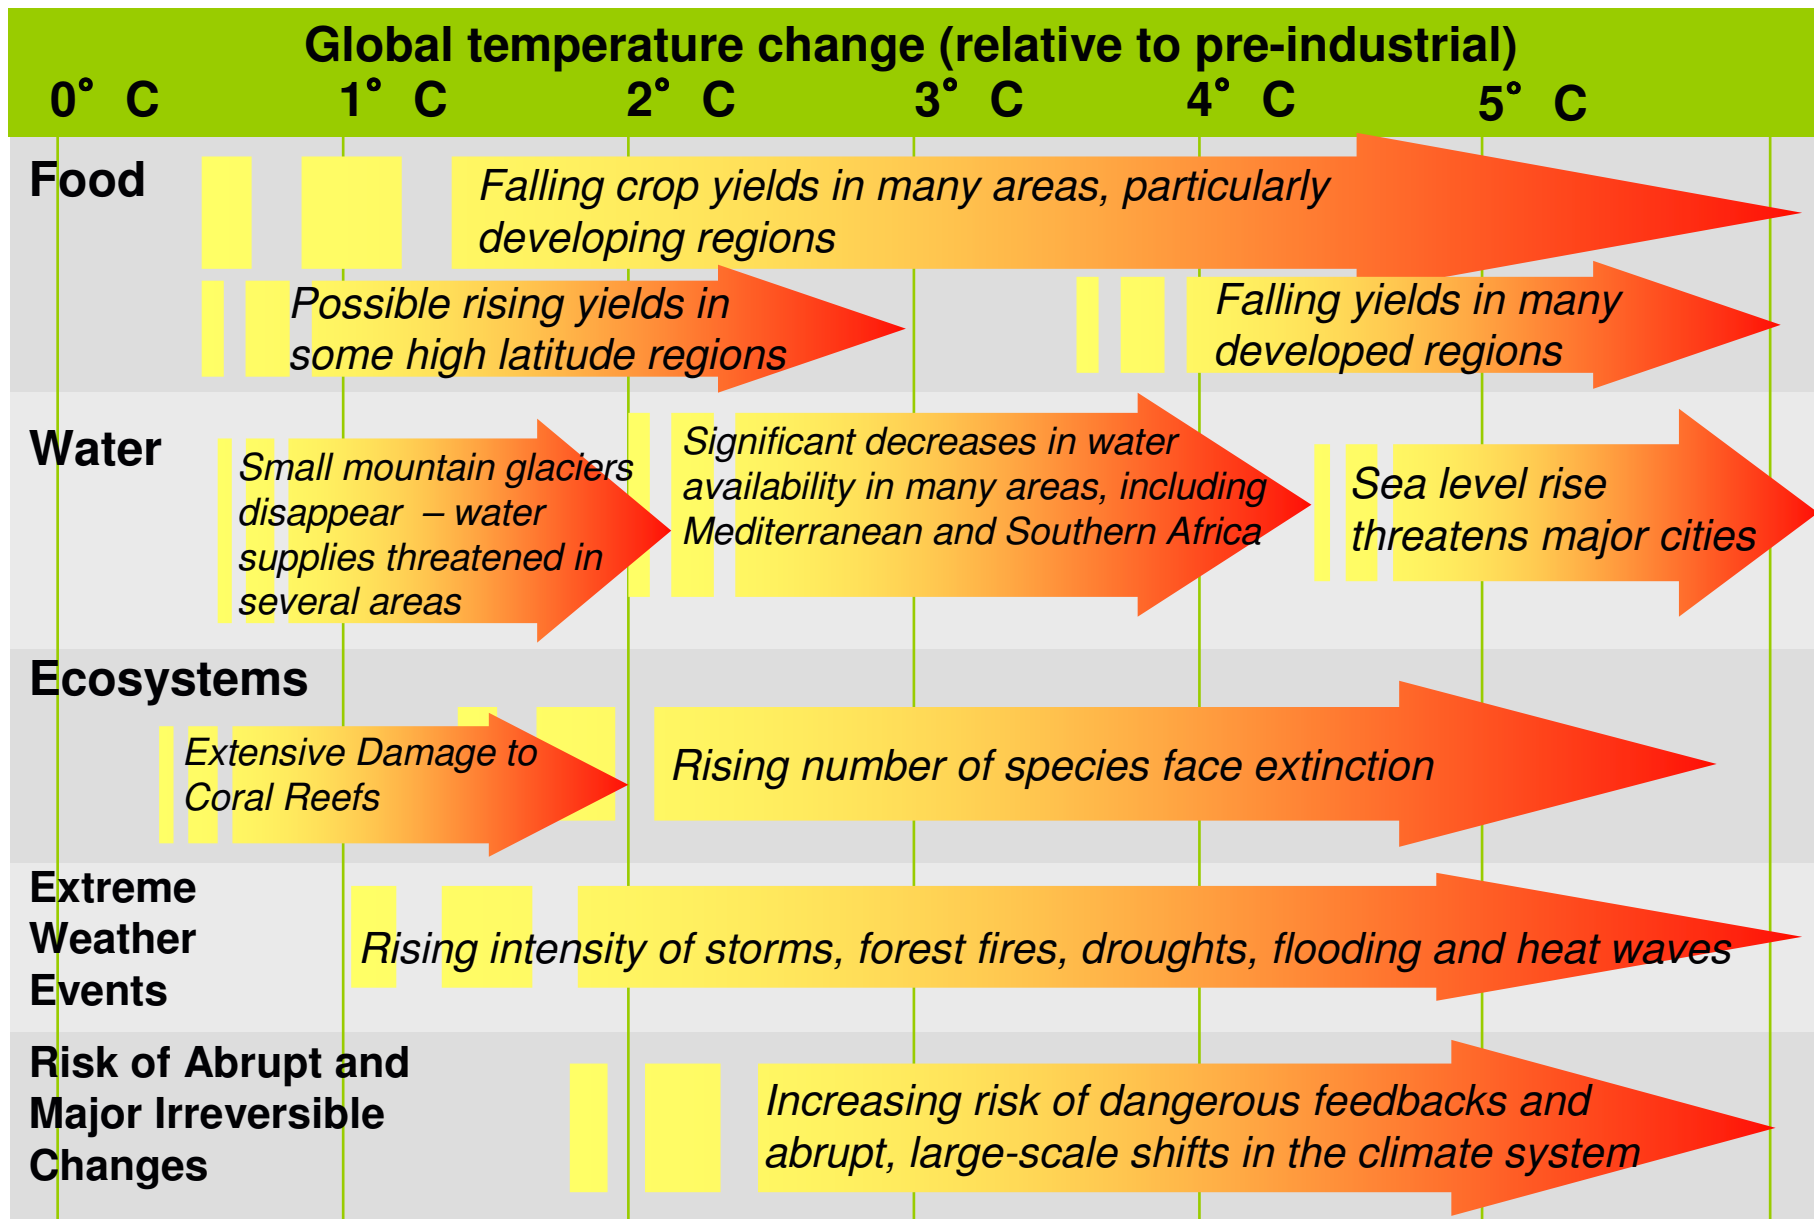 Global temperature change (relative to pre-industrial)
0° C 1° C 2° C 3° C 4° C 5° C
Food
Falling crop yields in many areas, particularly
developing regions
Possible rising yields in
some high latitude regions
Falling yields in many
developed regions
Water
Small mountain glaciers
disappear – water
supplies threatened in
several areas
Significant decreases in water
availability in many areas, including
Mediterranean and Southern Africa
Sea level rise
threatens major cities
Ecosystems
Extensive Damage to
Coral Reefs
Rising number of species face extinction
Extreme
Weather
Events
Rising intensity of storms, forest fires, droughts, flooding and heat waves
Risk of Abrupt and
Major Irreversible
Changes
Increasing risk of dangerous feedbacks and
abrupt, large-scale shifts in the climate system